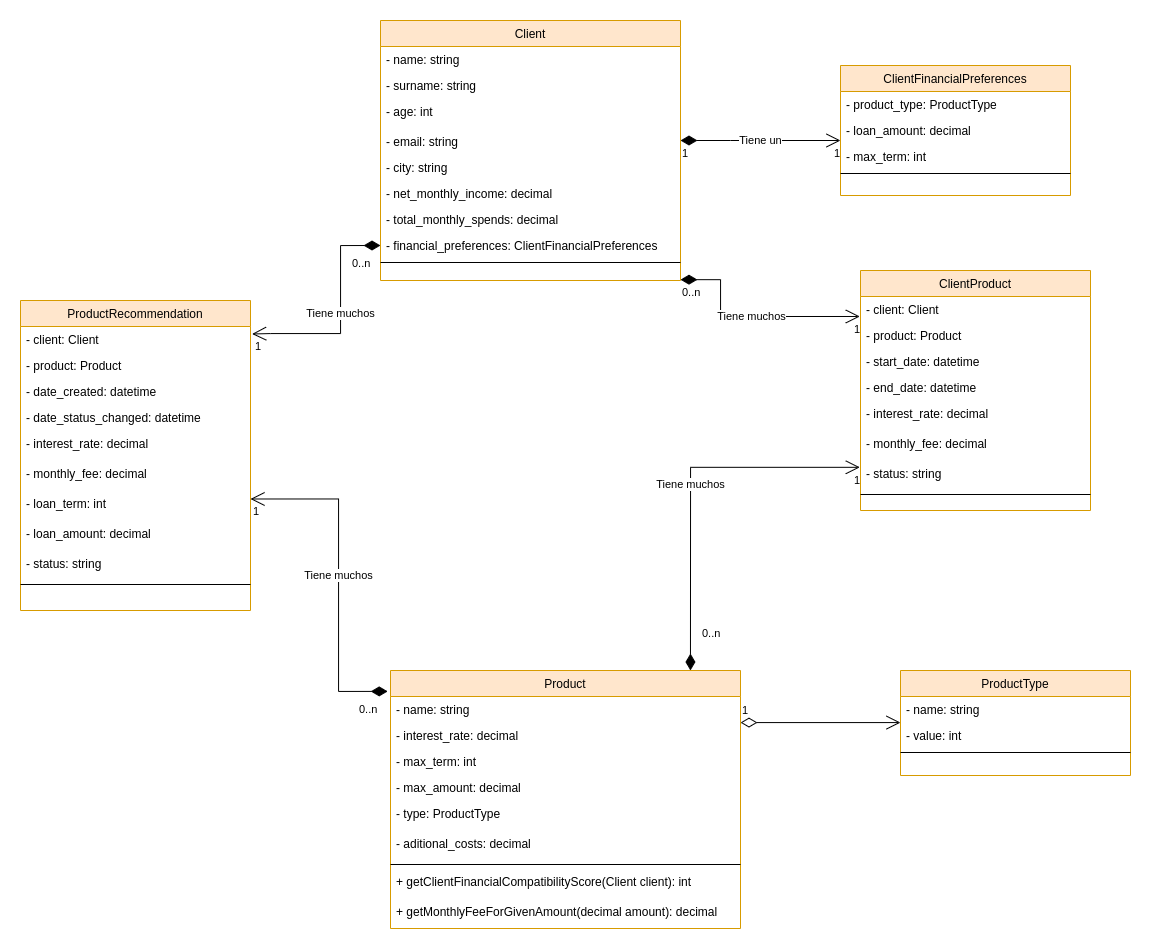 Client
- name: string
- surname: string
- age: int
- email: string
- city: string
- net_monthly_income: decimal
- total_monthly_spends: decimal
- financial_preferences: ClientFinancialPreferences
ClientFinancialPreferences
- product_type: ProductType
- loan_amount: decimal
- max_term: int
1
Tiene un
1
0..n
Tiene muchos
1
0..n
Tiene muchos
1
ProductRecommendation
- client: Client
- product: Product
- date_created: datetime
- date_status_changed: datetime
- interest_rate: decimal
- monthly_fee: decimal
- loan_term: int
- loan_amount: decimal
- status: string
ClientProduct
- client: Client
- product: Product
- start_date: datetime
- end_date: datetime
- interest_rate: decimal
- monthly_fee: decimal
- status: string
1
Tiene muchos
0..n
1
Tiene muchos
0..n
Product
- name: string
- interest_rate: decimal
- max_term: int
- max_amount: decimal
- type: ProductType
- aditional_costs: decimal
+ getClientFinancialCompatibilityScore(Client client): int
+ getMonthlyFeeForGivenAmount(decimal amount): decimal
1
ProductType
- name: string
- value: int